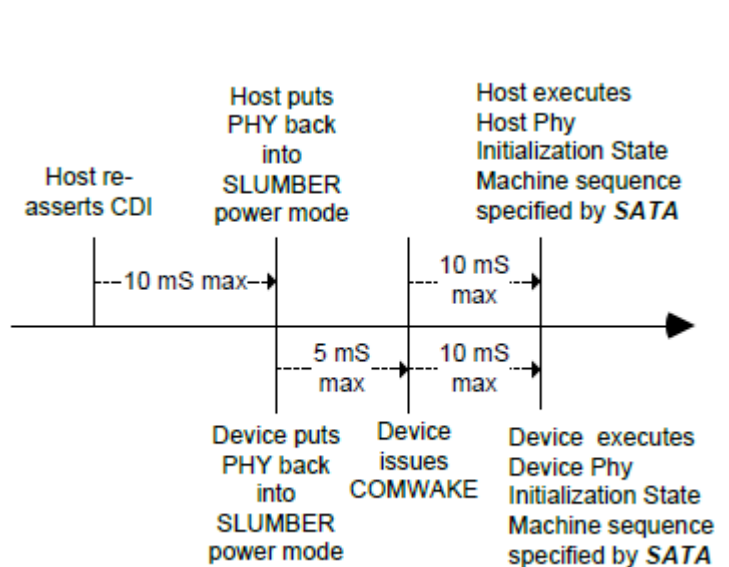 Host re-
asserts CDI
Host puts
PHY back
into
SLUMBER
power mode
Host executes
Host Phy
Initialization State
Machine sequence
specified by SATA
10 mS max
10 mS
max
5 mS
max
10 mS
max
Device puts
PHY back
into
SLUMBER
power mode
Device
issues
COMWAKE
Device executes
Device Phy
Initialization State
Machine sequence
specified by SATA